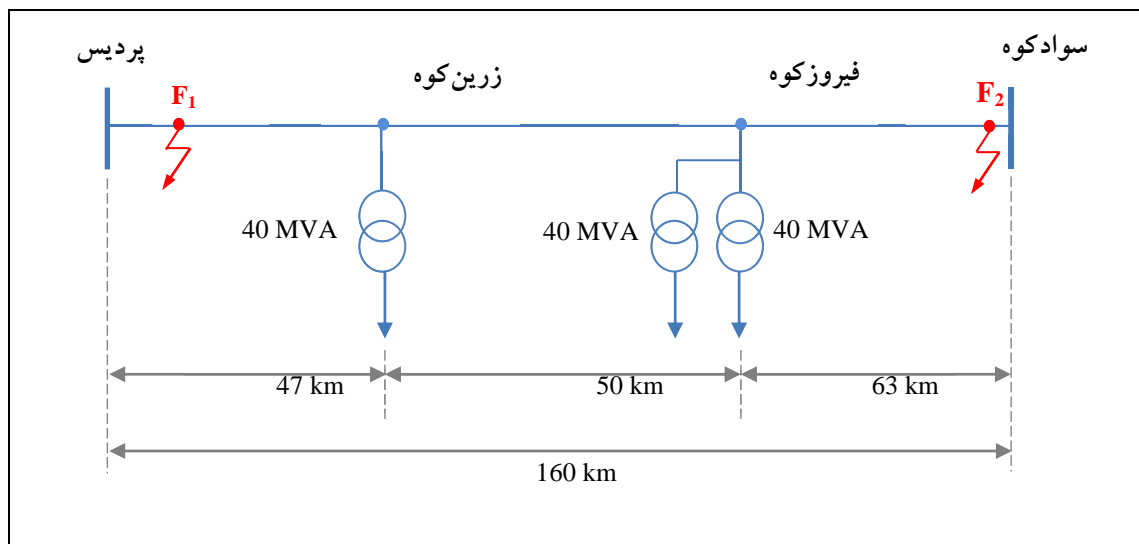 پردیس
سوادکوه
زرین‌کوه
فیروزکوه
F1
F2
40 MVA
40 MVA
40 MVA
47 km
50 km
63 km
160 km